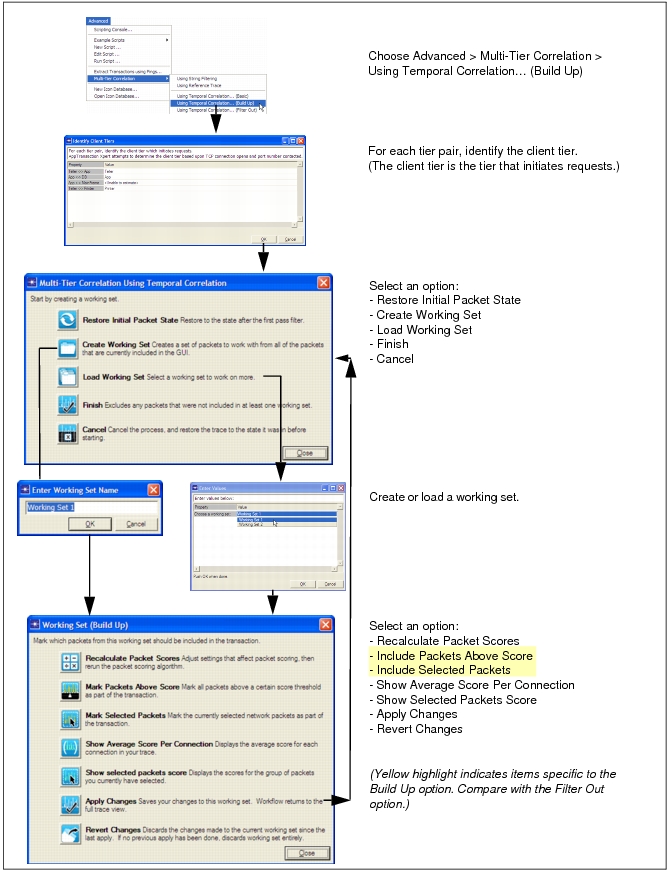 Advanced
Scripting Console...
Example Scripts
New Script ...
Edit Script ...
Run Script ...
Extract Transactions using Pings...
Multi-Tier Correlation
New Icon Database...
Open Icon Database...
Using String Filtering
Using Reference Trace
Using Temporal Correlation... (Basic)
Using Temporal Correlation... (Build Up)
Using Temporal Correlation... (Filter Out)
Choose Advanced > Multi-Tier Correlation >
Using Temporal Correlation… (Build Up)
Identify Client Tiers
For each tier pair, identify the client tier which initiates requests.
AppTransaction Xpert attempts to determine the client tier based upon TCP connection opens and port number contacted.
Property Value
OK Cancel
For each tier pair, identify the client tier.
(The client tier is the tier that initiates requests.)
Multi-Tier Correlation Using Temporal Correlation
Start by creating a working set.
Restore Initial Packet State Restore to the state after the first pass filter.
Create Working Set Creates a set of packets to work with from all of the packets
that are currently included in the GUI.
Load Working Set Select a working set to work on more.
Finish Excludes any packets that were not included in at least one working set.
Cancel Cancel the process, and restore the trace to the state it was in before
starting.
Close
Select an option:
- Restore Initial Packet State
- Create Working Set
- Load Working Set
- Finish
- Cancel
Enter Working Set Name
Working Set 1
OK Cancel
Enter Values
Enter values below:
Property Value
Choose a working set: Working Set 1
Working Set 1
Working Set 2
Push OK when done
OK Cancel
Create or load a working set.
Working Set (Build Up)
Mark which packets from this working set should be included in the transaction.
Recalculate Packet Scores Adjust settings that affect packet scoring, then
rerun the packet scoring algorithm.
Mark Packets Above Score Mark all packets above a certain score threshold
as part of the transaction.
Mark Selected Packets Mark the currently selected network packets as part of
the transaction.
Show Average Score Per Connection Displays the average score for each
connection in your trace.
Show selected packets score Displays the scores for the group of packets
you have currently selected.
Apply Changes Saves your changes to this working set. Workflow returns to the
full trace view.
Revert Changes Discards the changes made to the current working set since the
last apply. If no previous apply has been done, discards working set entirely.
Close
Select an option:
- Recalculate Packet Scores
- Include Packets Above Score
- Include Selected Packets
- Show Average Score Per Connection
- Show Selected Packets Score
- Apply Changes
- Revert Changes
(Yellow highlight indicates items specific to the
Build Up option. Compare with the Filter Out
option.)